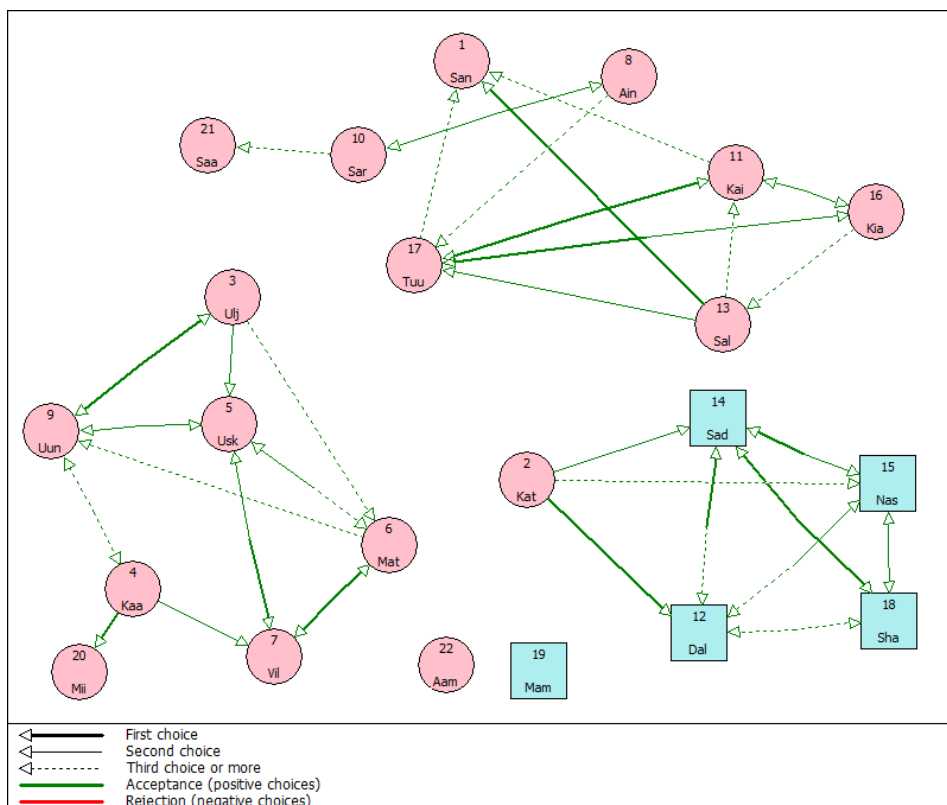 1
San
8
Ain
21
Saa
10
Sar
11
Kai
16
Kia
17
Tuu
3
Ulj
13
Sal
9
Uun
5
Usk
14
Sad
2
Kat
15
Nas
6
Mat
4
Kaa
12
Dal
18
Sha
20
Mii
7
Vil
22
Aam
19
Mam
First choice
Second choice
Third choice or more
Acceptance (positive choices)
Rejection (negative choices)